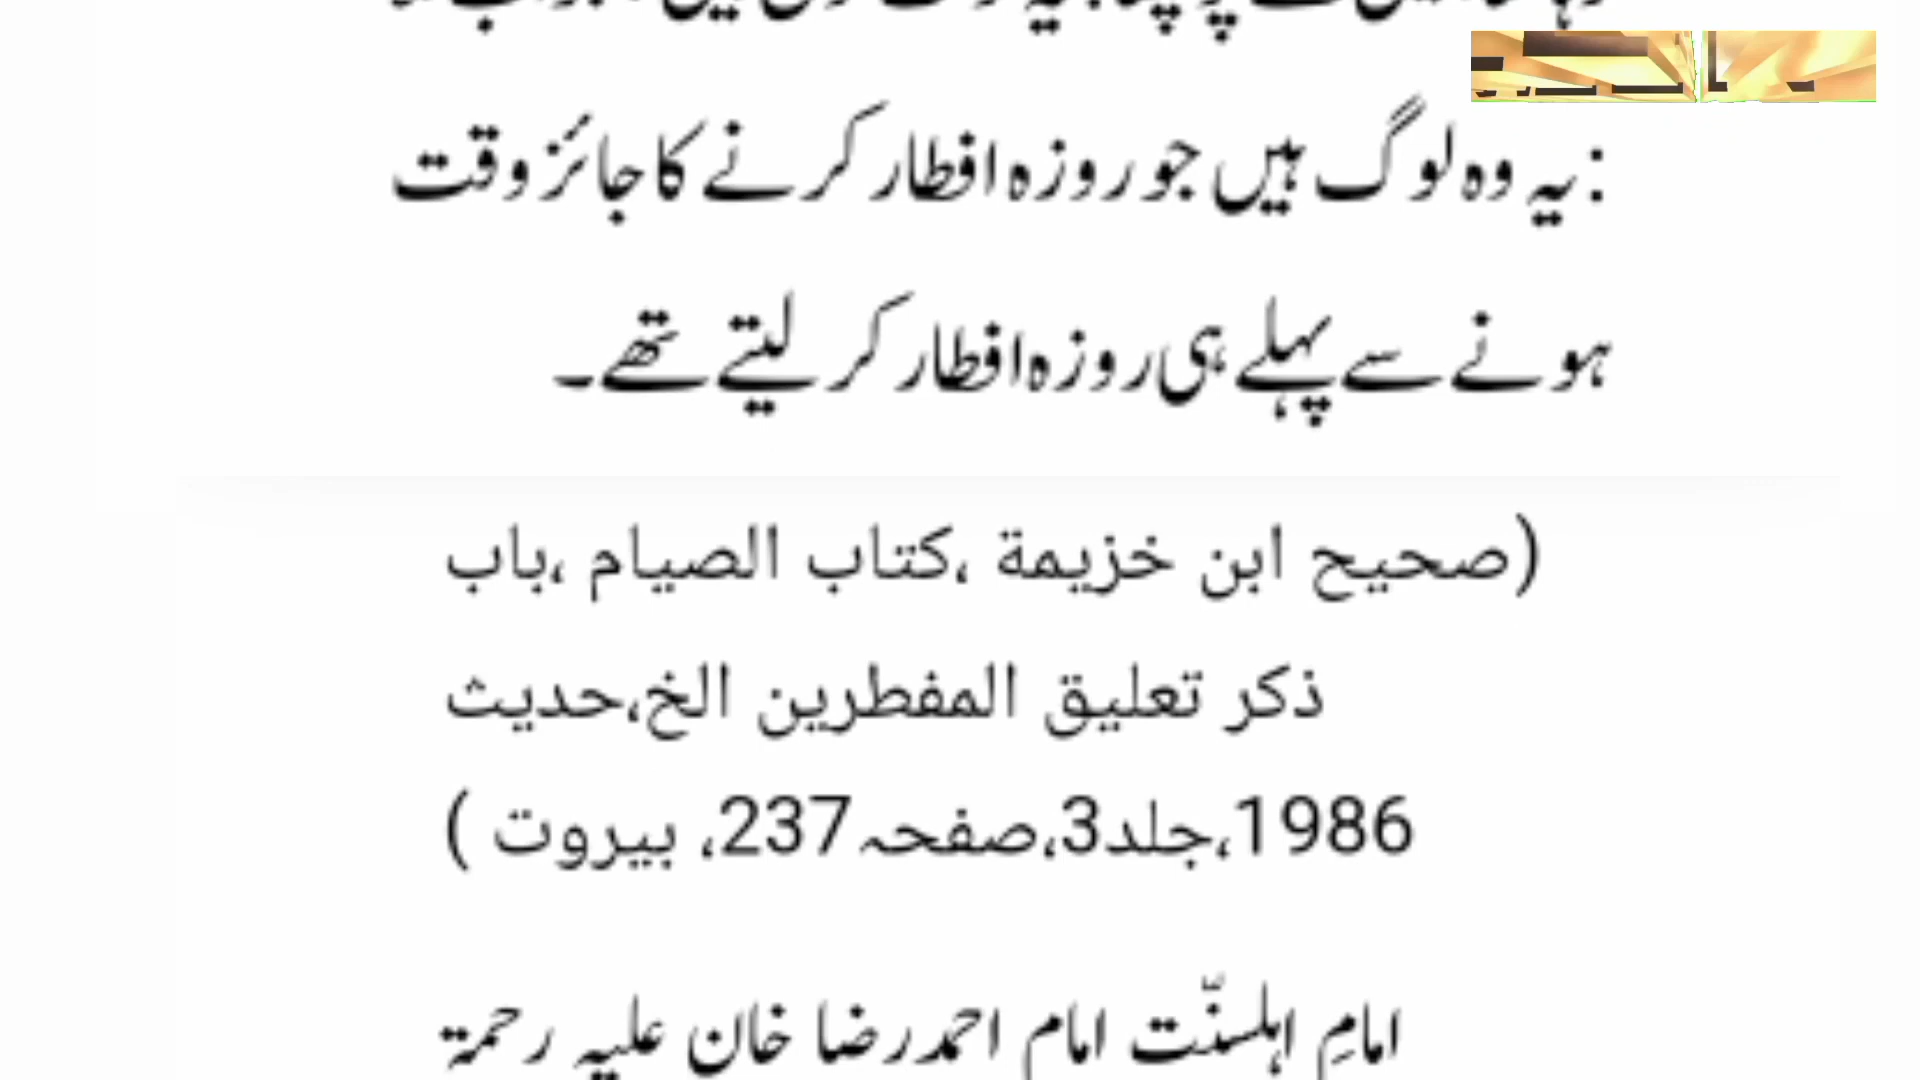 :یہ وہ لوگ ہیں جو روزہ افطار کرنے کا جائز وقت
ہونے سے پہلے ہی روزہ افطار کر لیتے تھے۔
(صحیح ابن خزیمة ،کتاب الصیام ،باب
ذکر تعلیق المفطرین الخ،حدیث
1986،جلد3،صفحہ237، بیروت )
امامِ اہلسنّت امام احمد رضا خان علیہ رحمۃ